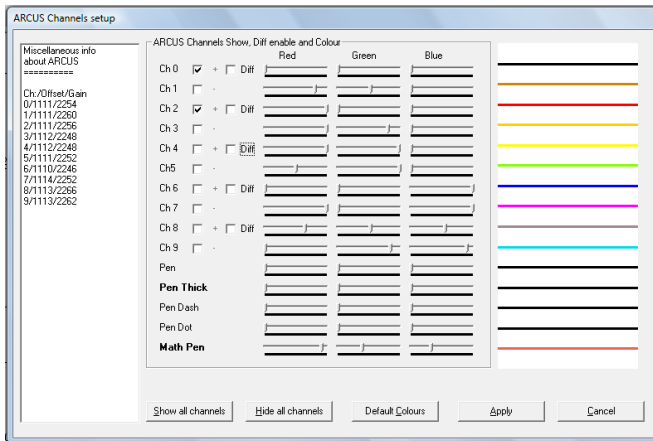 ARCUS Channels setup
Miscellaneous info
about ARCUS
==========
Ch:/Offset/Gain
0/1111/2254
1/1111/2260
2/1111/2256
3/1112/2248
4/1112/2248
5/1111/2252
6/1110/2246
7/1114/2252
8/1113/2266
9/1113/2262
ARCUS Channels Show, Diff enable and Colour
Red Green Blue
Ch 0 + Diff
Ch 1 -
Ch 2 + Diff
Ch 3 -
Ch 4 + Diff
Ch5 -
Ch 6 + Diff
Ch 7 -
Ch 8 + Diff
Ch 9 -
Pen
Pen Thick
Pen Dash
Pen Dot
Math Pen
Show all channels Hide all channels Default Colours Apply Cancel